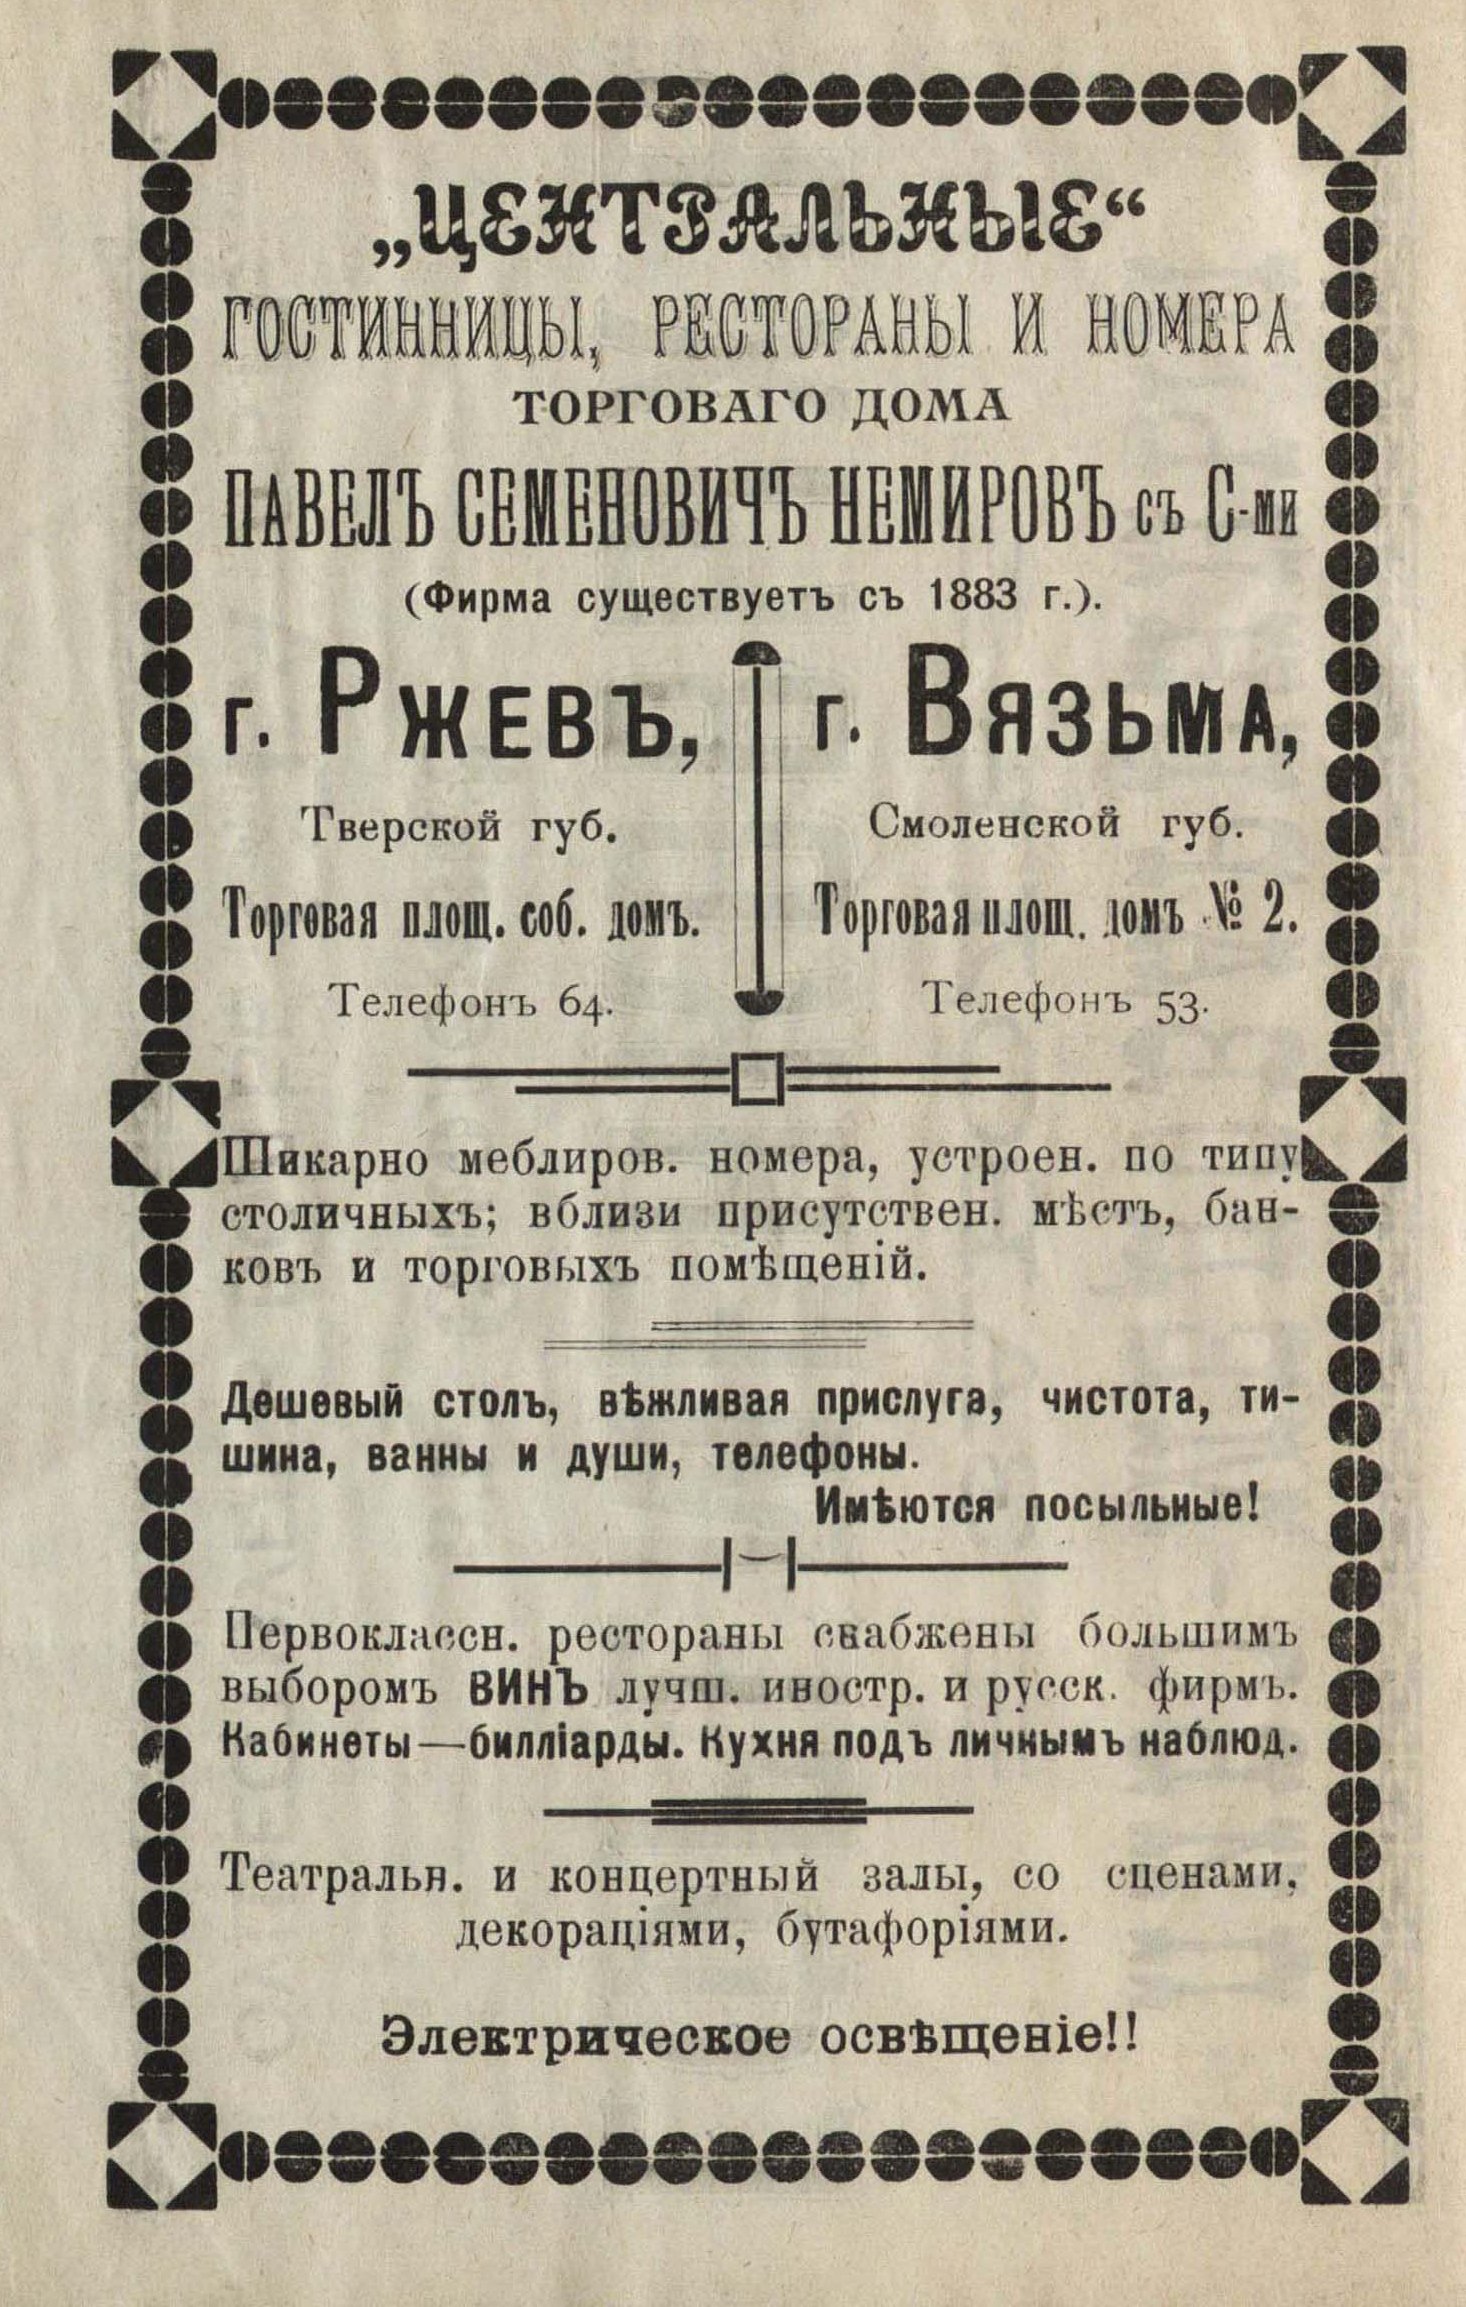 „ЦЕНТРАЛЬНЫЕ“
ГОСТИННИЦЫ, РЕСТОРАНЫ И НОМЕРА
ТОРГОВАГО ДОМА
ПАВЕЛЪ СЕМЕНОВИЧЪ НЕМИРОВЪ съ С-ми
(Фирма существуетъ съ 1883 г.).
г. РЖЕВЪ,
Тверской губ.
Торговая площ. соб. домъ.
Телефонъ 64.
г. ВЯЗЬМА,
Смоленской губ.
Торговая площ. домъ № 2.
Телефонъ 53.
Шикарно меблиров. номера, устроен. по типу
столичныхъ; вблизи присутствен. мѣстъ, бан-
ковъ и торговыхъ помѣщеній.
Дешевый столъ, вѣжливая прислуга, чистота, ти-
шина, ванны и души, телефоны.
Имѣются посыльные!
Первоклассн. рестораны снабжены большимъ
выборомъ ВИНЪ лучш. иностр. и русск. фирмъ.
Кабинеты—билліарды. Кухня подъ личнымъ наблюд.
Театральн. и концертный залы, со сценами,
декораціями, бутафоріями.
Электрическое освѣщеніе!!